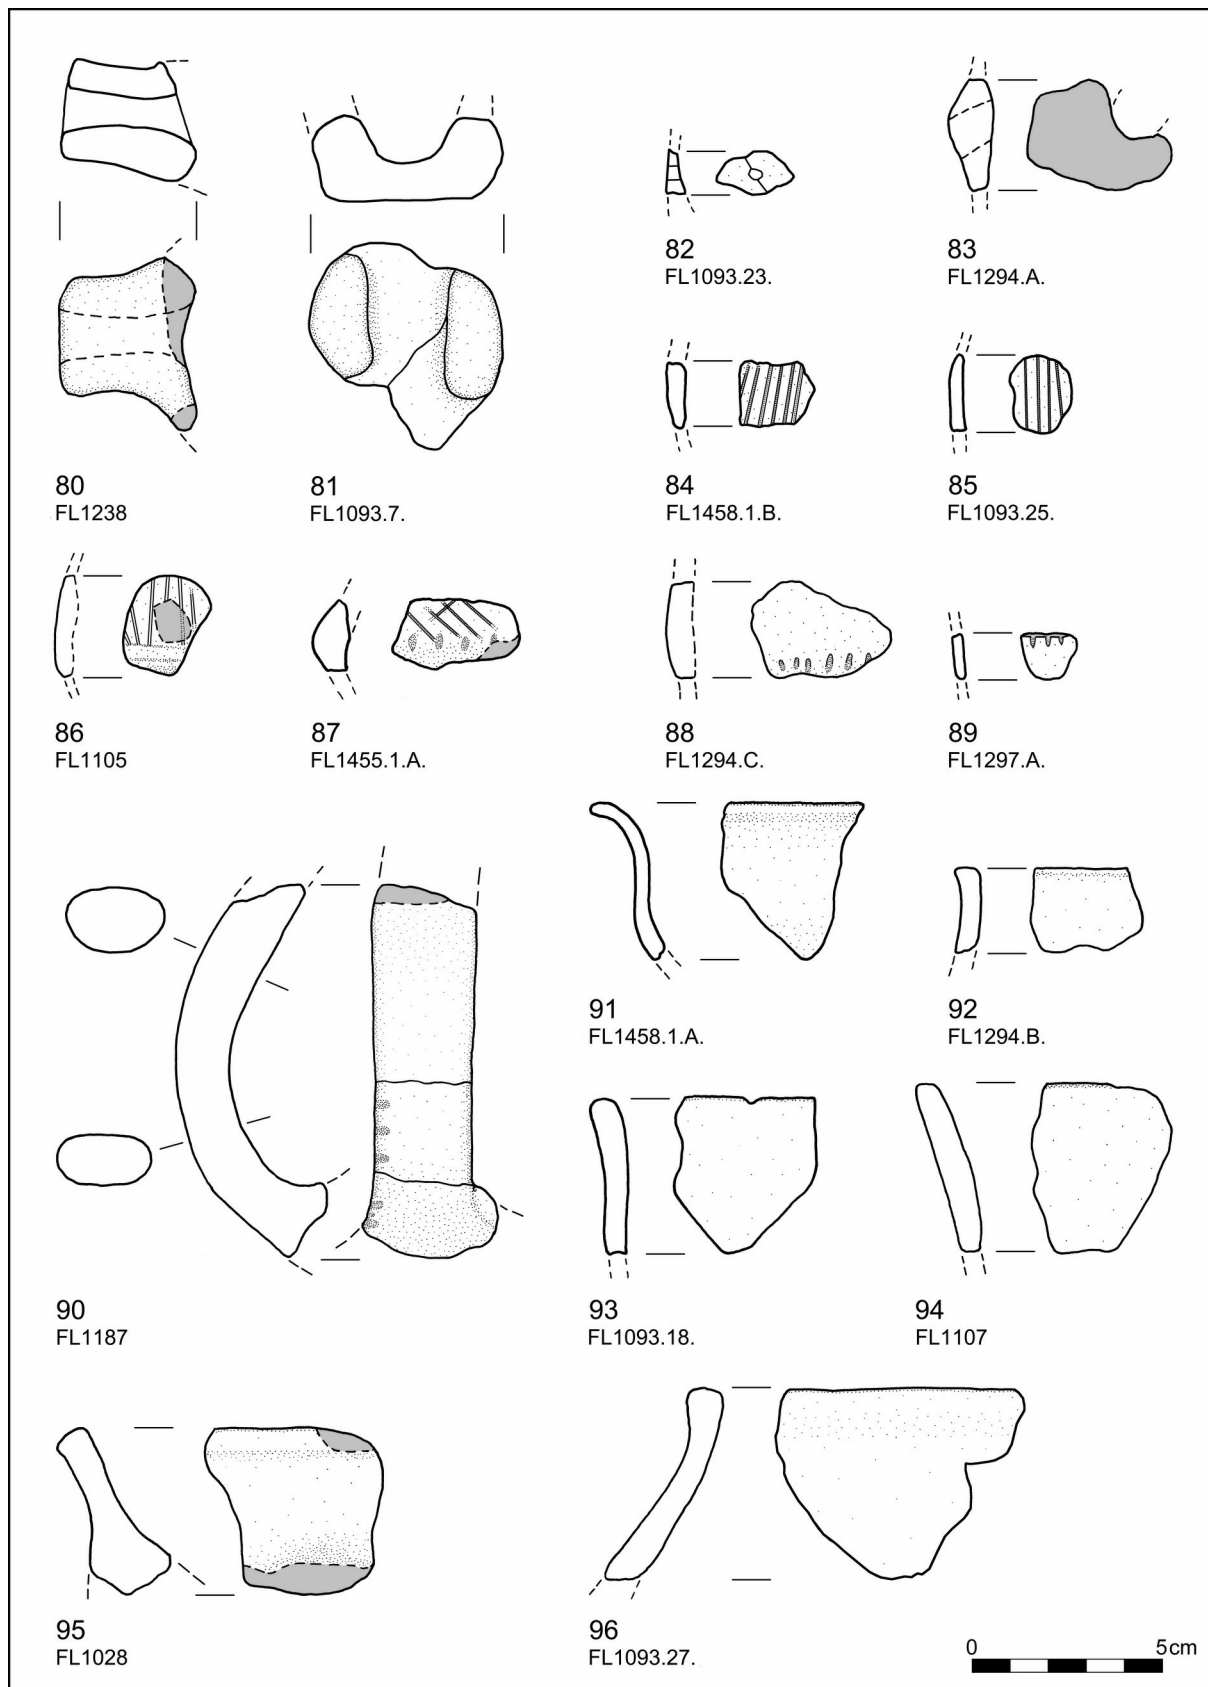 80
FL1238
81
FL1093.7.
82
FL1093.23.
83
FL1294.A.
84
FL1458.1.B.
85
FL1093.25.
86
FL1105
87
FL1455.1.A.
88
FL1294.C.
89
FL1297.A.
90
FL1187
91
FL1458.1.A.
92
FL1294.B.
93
FL1093.18.
94
FL1107
95
FL1028
96
FL1093.27.
0 5cm